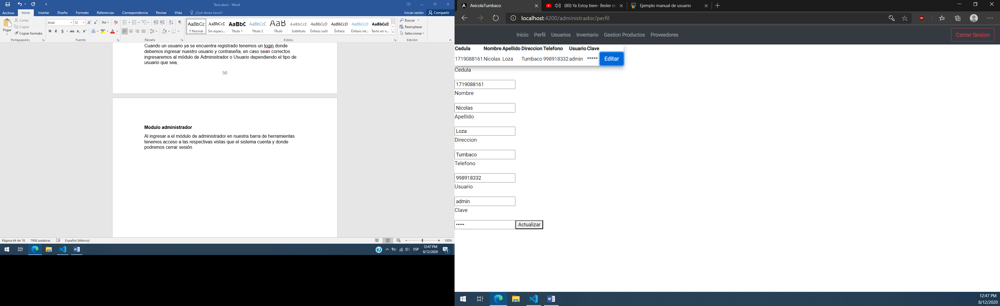 Tesis.docx - Word
Archivo Inicio Insertar Diseño Formato Referencias Correspondencia Revisar Vista ¿Qué desea hacer? Iniciar sesión Compartir
Pegar
Cortar
Copiar
Copiar formato
Portapapeles
Arial 12
Aa
N K S abc x₂ x² A A
Fuente
Párrafo
AaBbCc AaBbCcI AaBbC AaBbCcI AaB AaBbCcD AaBbCcD AaBbCcD AaBbCcD AaBbCcD
¶ Normal Sin espaci... Título 1 Título 2 Título Subtítulo Énfasis sutil Énfasis Énfasis int... Texto en n...
Estilos
Buscar
Reemplazar
Seleccionar
Edición
Cuando un usuario ya se encuentra registrado tenemos un login donde
debemos ingresar nuestro usuario y contraseña, en caso sean correctos
ingresaremos al módulo de Administrador o Usuario dependiendo el tipo de
usuario que sea,
56
Modulo administrador
Al ingresar a el módulo de administrador en nuestra barra de herramientas
tenemos acceso a las respectivas vistas que el sistema cuenta y donde
podremos cerrar sesión.
Página 64 de 76 7906 palabras Español (México) 100%
ESP 12:47 PM
8/12/2020
1
AvicolaTumbaco (80) Ya Estoy bien- Beder m Ejemplo manual de usuario
localhost:4200/administrador/perfil
Inicio Perfil Usuarios Inventario Gestion Productos Proveedores Cerrar Sesion
Cedula Nombre Apellido Direccion Telefono Usuario Clave
1719088161 Nicolas Loza Tumbaco 998918332 admin ***** Editar
Cedula
1719088161
Nombre
Nicolas
Apellido
Loza
Direccion
Tumbaco
Telefono
998918332
Usuario
admin
Clave
••••• Actualizar
12:47 PM
8/12/2020